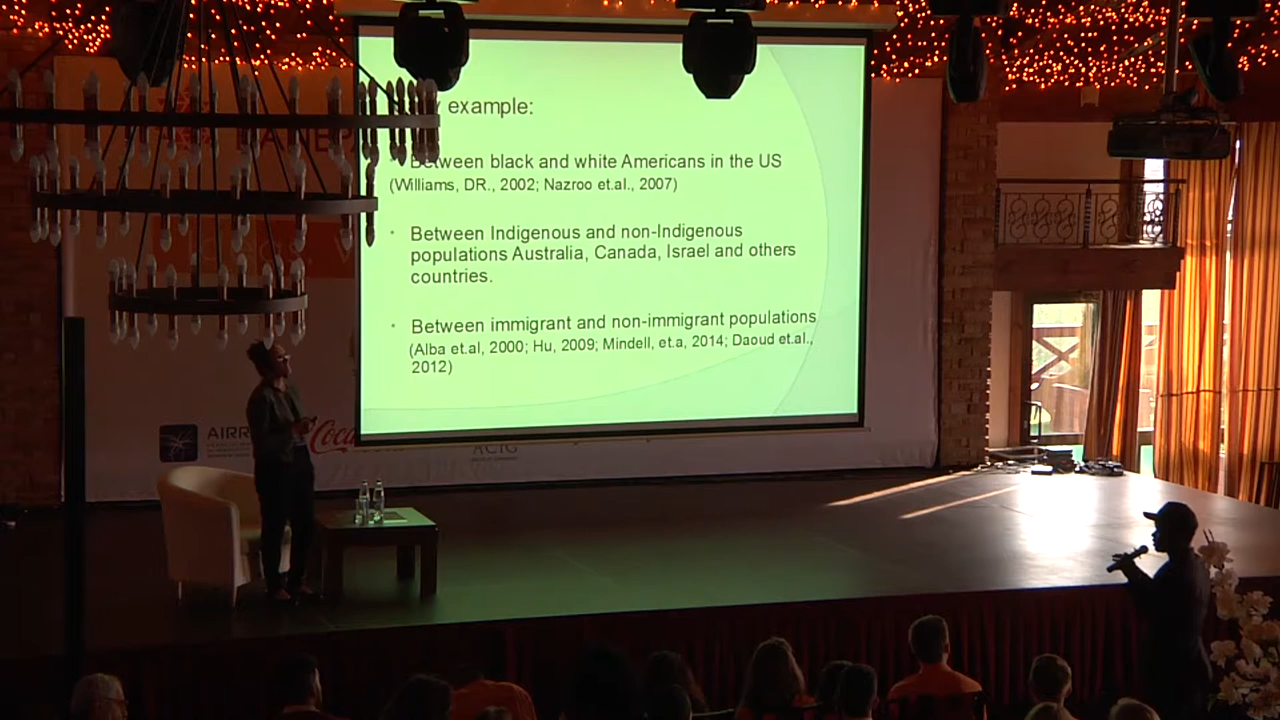 example:
Between black and white Americans in the US
(Williams, DR., 2002; Nazroo et.al., 2007)
Between Indigenous and non-Indigenous
populations Australia, Canada, Israel and others
countries.
Between immigrant and non-immigrant populations
(Alba et.al, 2000; Hu, 2009; Mindell, et.a, 2014; Daoud et.al.,
2012)
ACIG